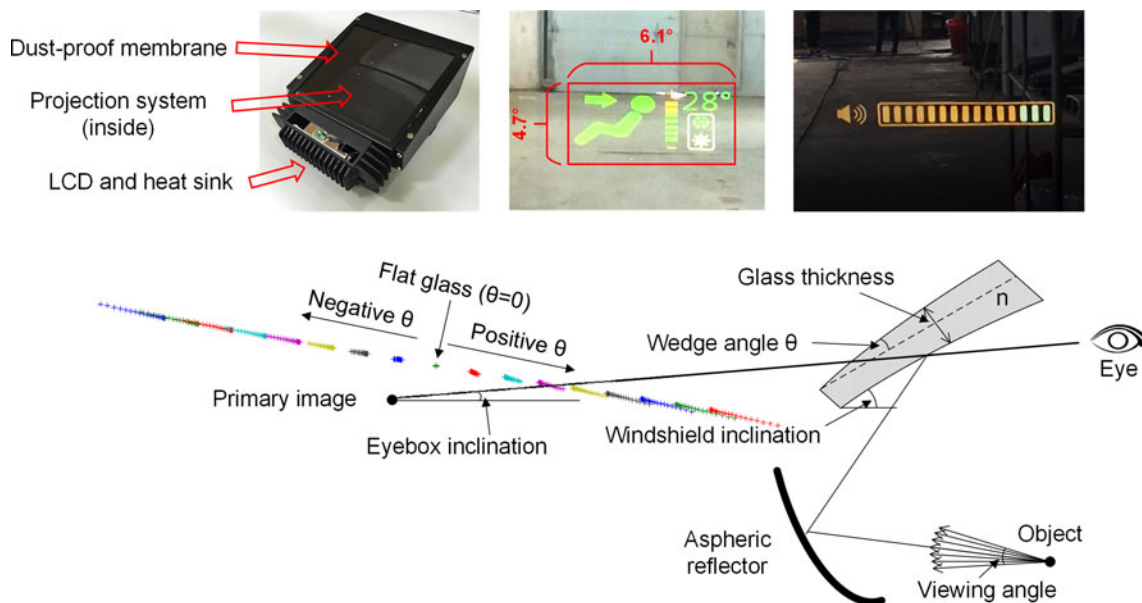 Dust-proof membrane
Projection system
(inside)
LCD and heat sink
6.1°
4.7°
28°
Flat glass (θ=0)
Negative θ
Positive θ
Glass thickness
n
Wedge angle θ
Eye
Primary image
Eyebox inclination
Windshield inclination
Aspheric
reflector
Object
Viewing angle